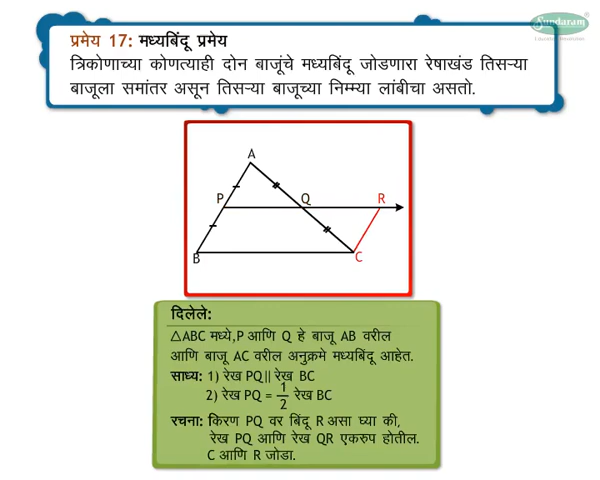 Sundaram
प्रमेय 17: मध्यबिंदू प्रमेय
त्रिकोणाच्या कोणत्याही दोन बाजूंचे मध्यबिंदू जोडणारा रेषाखंड तिसऱ्या
बाजूला समांतर असून तिसऱ्या बाजूच्या निम्म्या लांबीचा असतो.
A
P Q R
B C
दिलेले:
△ABC मध्ये,P आणि Q हे बाजू AB वरील
आणि बाजू AC वरील अनुक्रमे मध्यबिंदू आहेत.
साध्य: 1) रेख PQ|| रेख BC
2) रेख PQ = 1/2 रेख BC
रचना: किरण PQ वर बिंदू R असा घ्या की,
रेख PQ आणि रेख QR एकरुप होतील.
C आणि R जोडा.